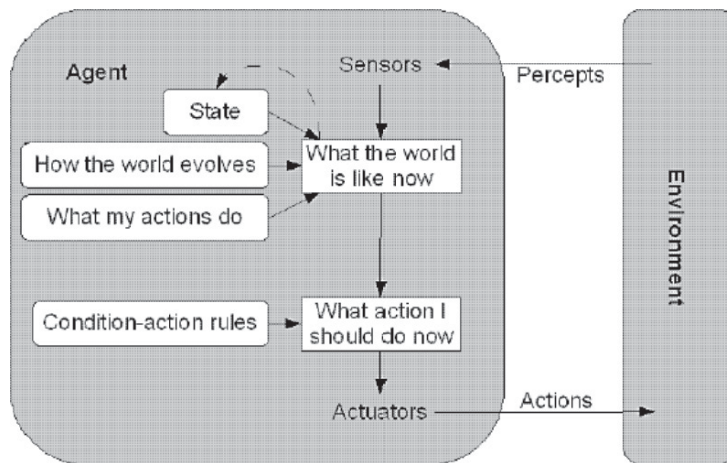 Agent
Sensors
Percepts
State
How the world evolves
What the world
is like now
What my actions do
Environment
Condition-action rules
What action I
should do now
Actuators
Actions